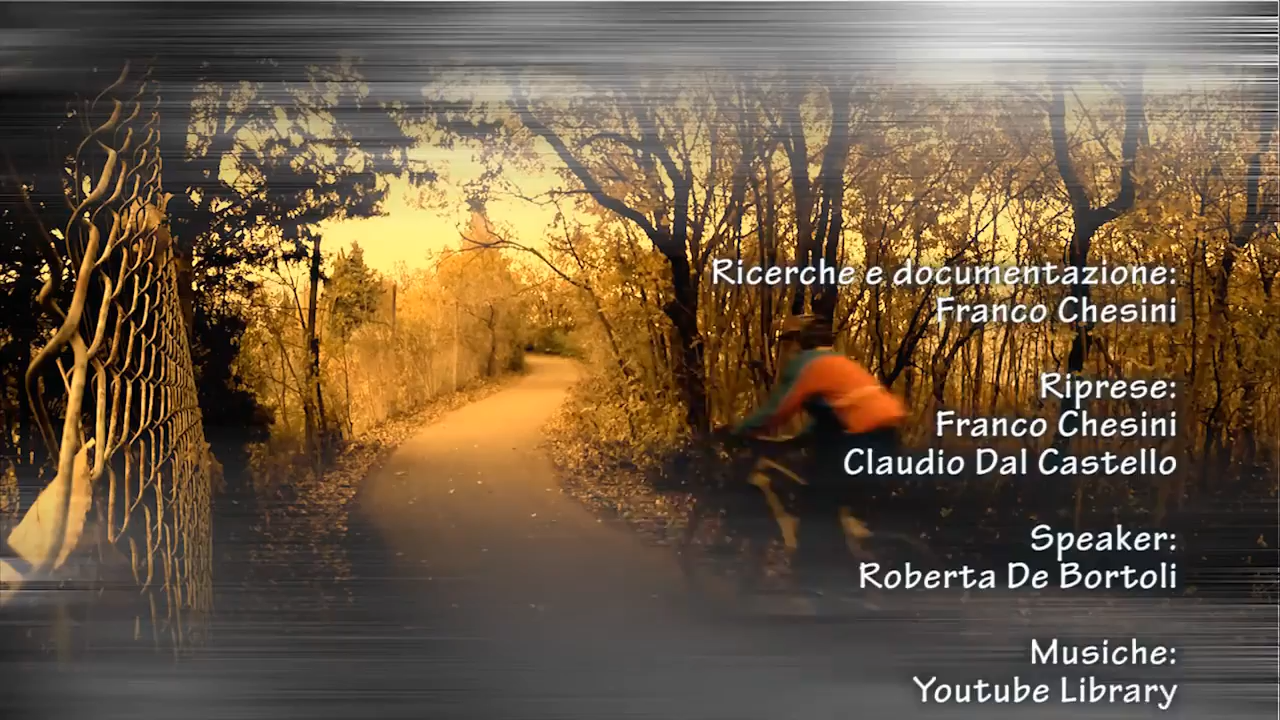 Ricerche e documentazione:
Franco Chesini
Riprese:
Franco Chesini
Claudio Dal Castello
Speaker:
Roberta De Bortoli
Musiche:
Youtube Library